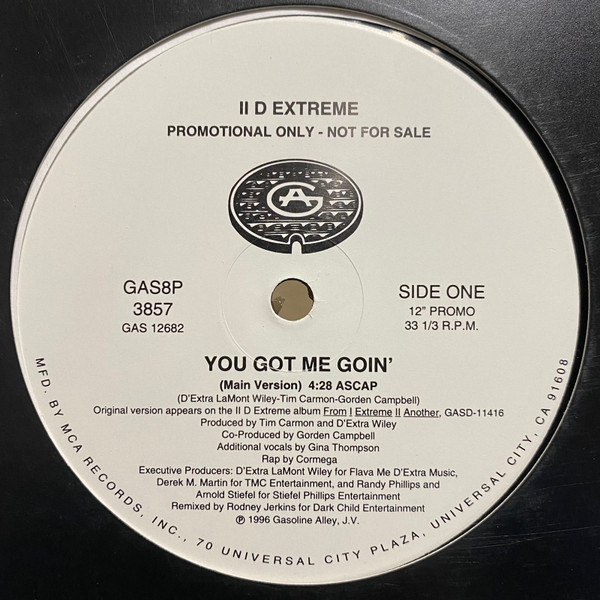 II D EXTREME
PROMOTIONAL ONLY - NOT FOR SALE
GA
GAS8P
3857
GAS 12682
SIDE ONE
12" PROMO
33 1/3 R.P.M.
YOU GOT ME GOIN'
(Main Version) 4:28 ASCAP
(D'Extra LaMont Wiley-Tim Carmon-Gorden Campbell)
Original version appears on the II D Extreme album From I Extreme II Another, GASD-11416
Produced by Tim Carmon and D'Extra Wiley
Co-Produced by Gorden Campbell
Additional vocals by Gina Thompson
Rap by Cormega
Executive Producers: D'Extra LaMont Wiley for Flava Me D'Extra Music,
Derek M. Martin for TMC Entertainment, and Randy Phillips and
Arnold Stiefel for Stiefel Phillips Entertainment
Remixed by Rodney Jerkins for Dark Child Entertainment
℗ 1996 Gasoline Alley, J.V.
MFD. BY MCA RECORDS, INC., 70 UNIVERSAL CITY PLAZA, UNIVERSAL CITY, CA 91608